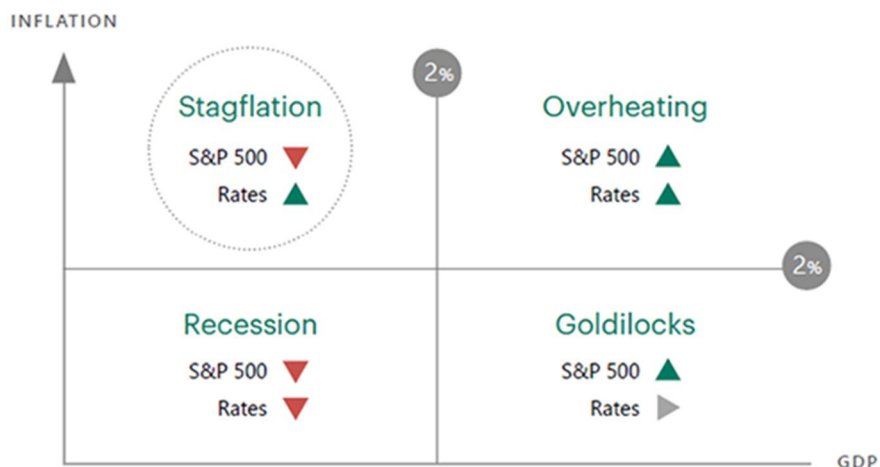 INFLATION
2%
Stagflation
Overheating
S&P 500
S&P 500
Rates
Rates
2%
Recession
Goldilocks
S&P 500
S&P 500
Rates
Rates
GDP